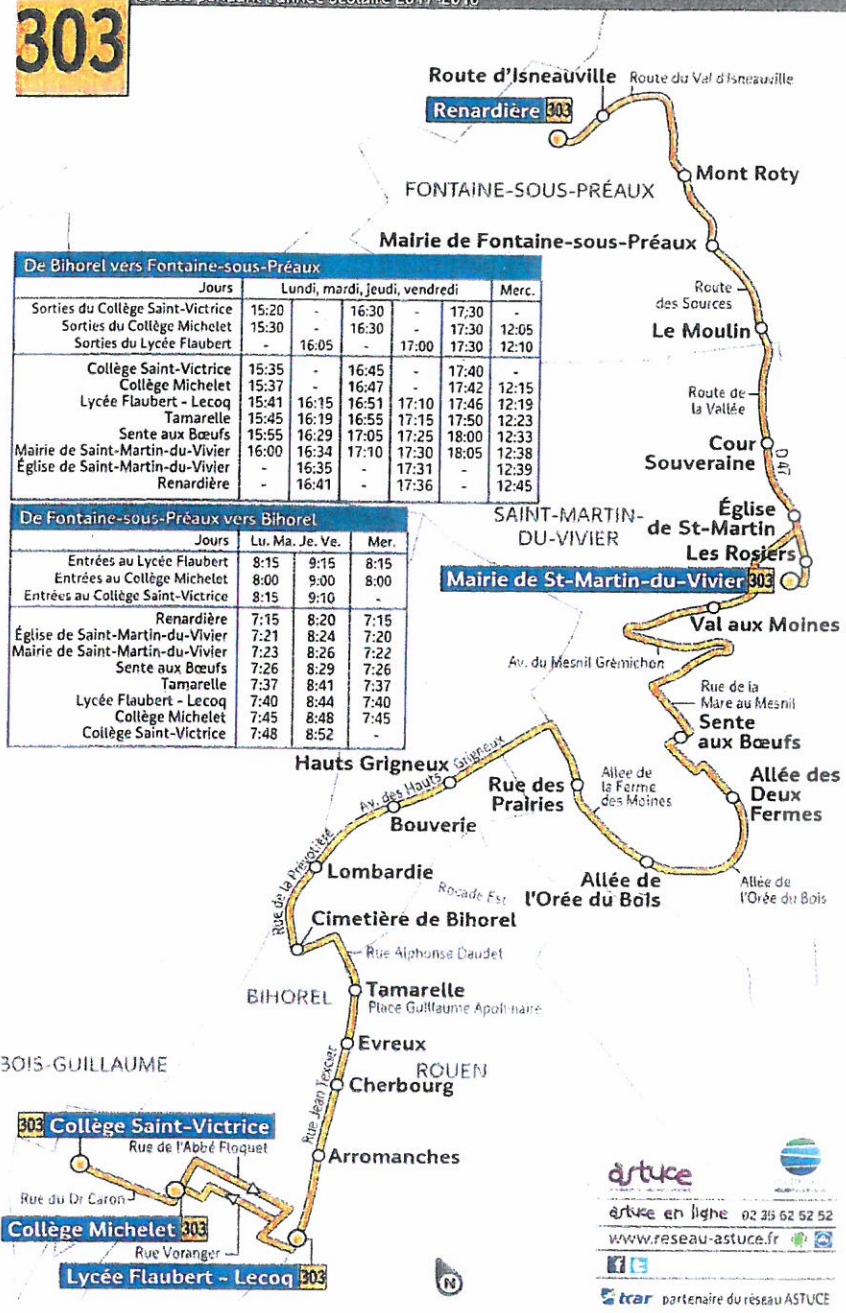 pendant l'année scolaire 2017-2018
303
Route d'Isneauville
Route du Val d'Isneauville
Renardière 303
Mont Roty
FONTAINE-SOUS-PRÉAUX
Mairie de Fontaine-sous-Préaux
Route
des Sources
Le Moulin
Route de
la Vallée
Cour
Souveraine
D 47
Église
de St-Martin
SAINT-MARTIN-
DU-VIVIER
Les Rosiers
Mairie de St-Martin-du-Vivier 303
Val aux Moines
Av. du Mesnil Grémichon
Rue de la
Mare au Mesnil
Sente
aux Bœufs
De Bihorel vers Fontaine-sous-Préaux
Jours Lundi, mardi, jeudi, vendredi Merc.
Sorties du Collège Saint-Victrice 15:20 - 16:30 - 17:30 -
Sorties du Collège Michelet 15:30 - 16:30 - 17:30 12:05
Sorties du Lycée Flaubert - 16:05 - 17:00 17:30 12:10
Collège Saint-Victrice 15:35 - 16:45 - 17:40 -
Collège Michelet 15:37 - 16:47 - 17:42 12:15
Lycée Flaubert - Lecoq 15:41 16:15 16:51 17:10 17:46 12:19
Tamarelle 15:45 16:19 16:55 17:15 17:50 12:23
Sente aux Bœufs 15:55 16:29 17:05 17:25 18:00 12:33
Mairie de Saint-Martin-du-Vivier 16:00 16:34 17:10 17:30 18:05 12:38
Église de Saint-Martin-du-Vivier - 16:35 - 17:31 - 12:39
Renardière - 16:41 - 17:36 - 12:45
De Fontaine-sous-Préaux vers Bihorel
Jours Lu. Ma. Je. Ve. Mer.
Entrées au Lycée Flaubert 8:15 9:15 8:15
Entrées au Collège Michelet 8:00 9:00 8:00
Entrées au Collège Saint-Victrice 8:15 9:10 -
Renardière 7:15 8:20 7:15
Église de Saint-Martin-du-Vivier 7:21 8:24 7:20
Mairie de Saint-Martin-du-Vivier 7:23 8:26 7:22
Sente aux Bœufs 7:26 8:29 7:26
Tamarelle 7:37 8:41 7:37
Lycée Flaubert - Lecoq 7:40 8:44 7:40
Collège Michelet 7:45 8:48 7:45
Collège Saint-Victrice 7:48 8:52 -
Hauts Grigneux
Av. des Hauts Grigneux
Rue des
Prairies
Allée de
la Ferme
des Moines
Allée des
Deux
Fermes
Bouverie
Lombardie
Rue de la Prévotière
Rocade Est
Allée de
l'Orée du Bois
Allée de
l'Orée du Bois
Cimetière de Bihorel
Rue Alphonse Daudet
BIHOREL
Tamarelle
Place Guillaume Apollinaire
Evreux
ROUEN
Cherbourg
BOIS-GUILLAUME
Rue Jean Texcier
Arromanches
303 Collège Saint-Victrice
Rue de l'Abbé Floquet
Rue du Dr Caron
Collège Michelet 303
Rue Voranger
Lycée Flaubert - Lecoq 303
N
astuce
astuce en ligne 02 35 62 52 52
www.reseau-astuce.fr
tcar partenaire du réseau ASTUCE